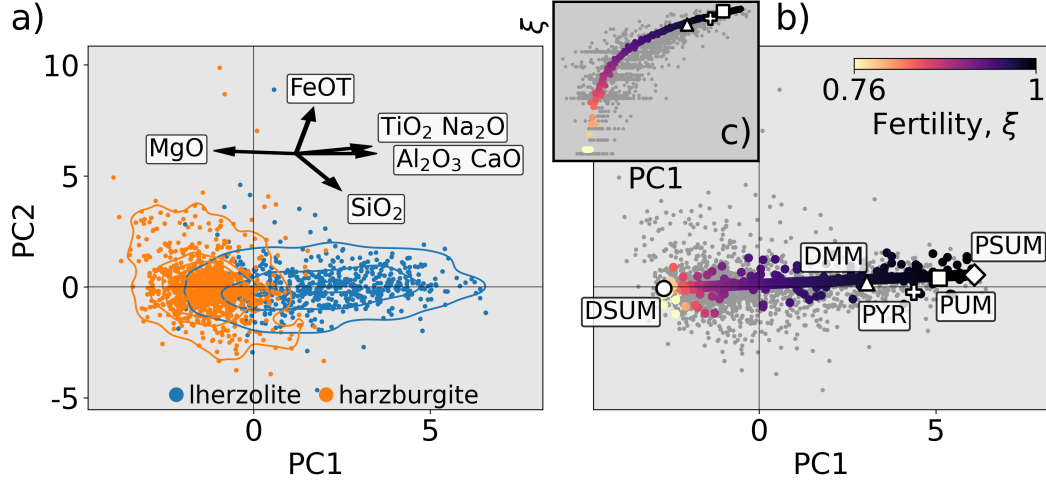 a)
10
5
0
-5
PC2
FeOT
MgO
TiO₂ Na₂O
Al₂O₃ CaO
SiO₂
lherzolite
harzburgite
0
5
PC1
ξ
c)
PC1
b)
0.76
1
Fertility, ξ
DSUM
DMM
PYR
PUM
PSUM
0
5
PC1